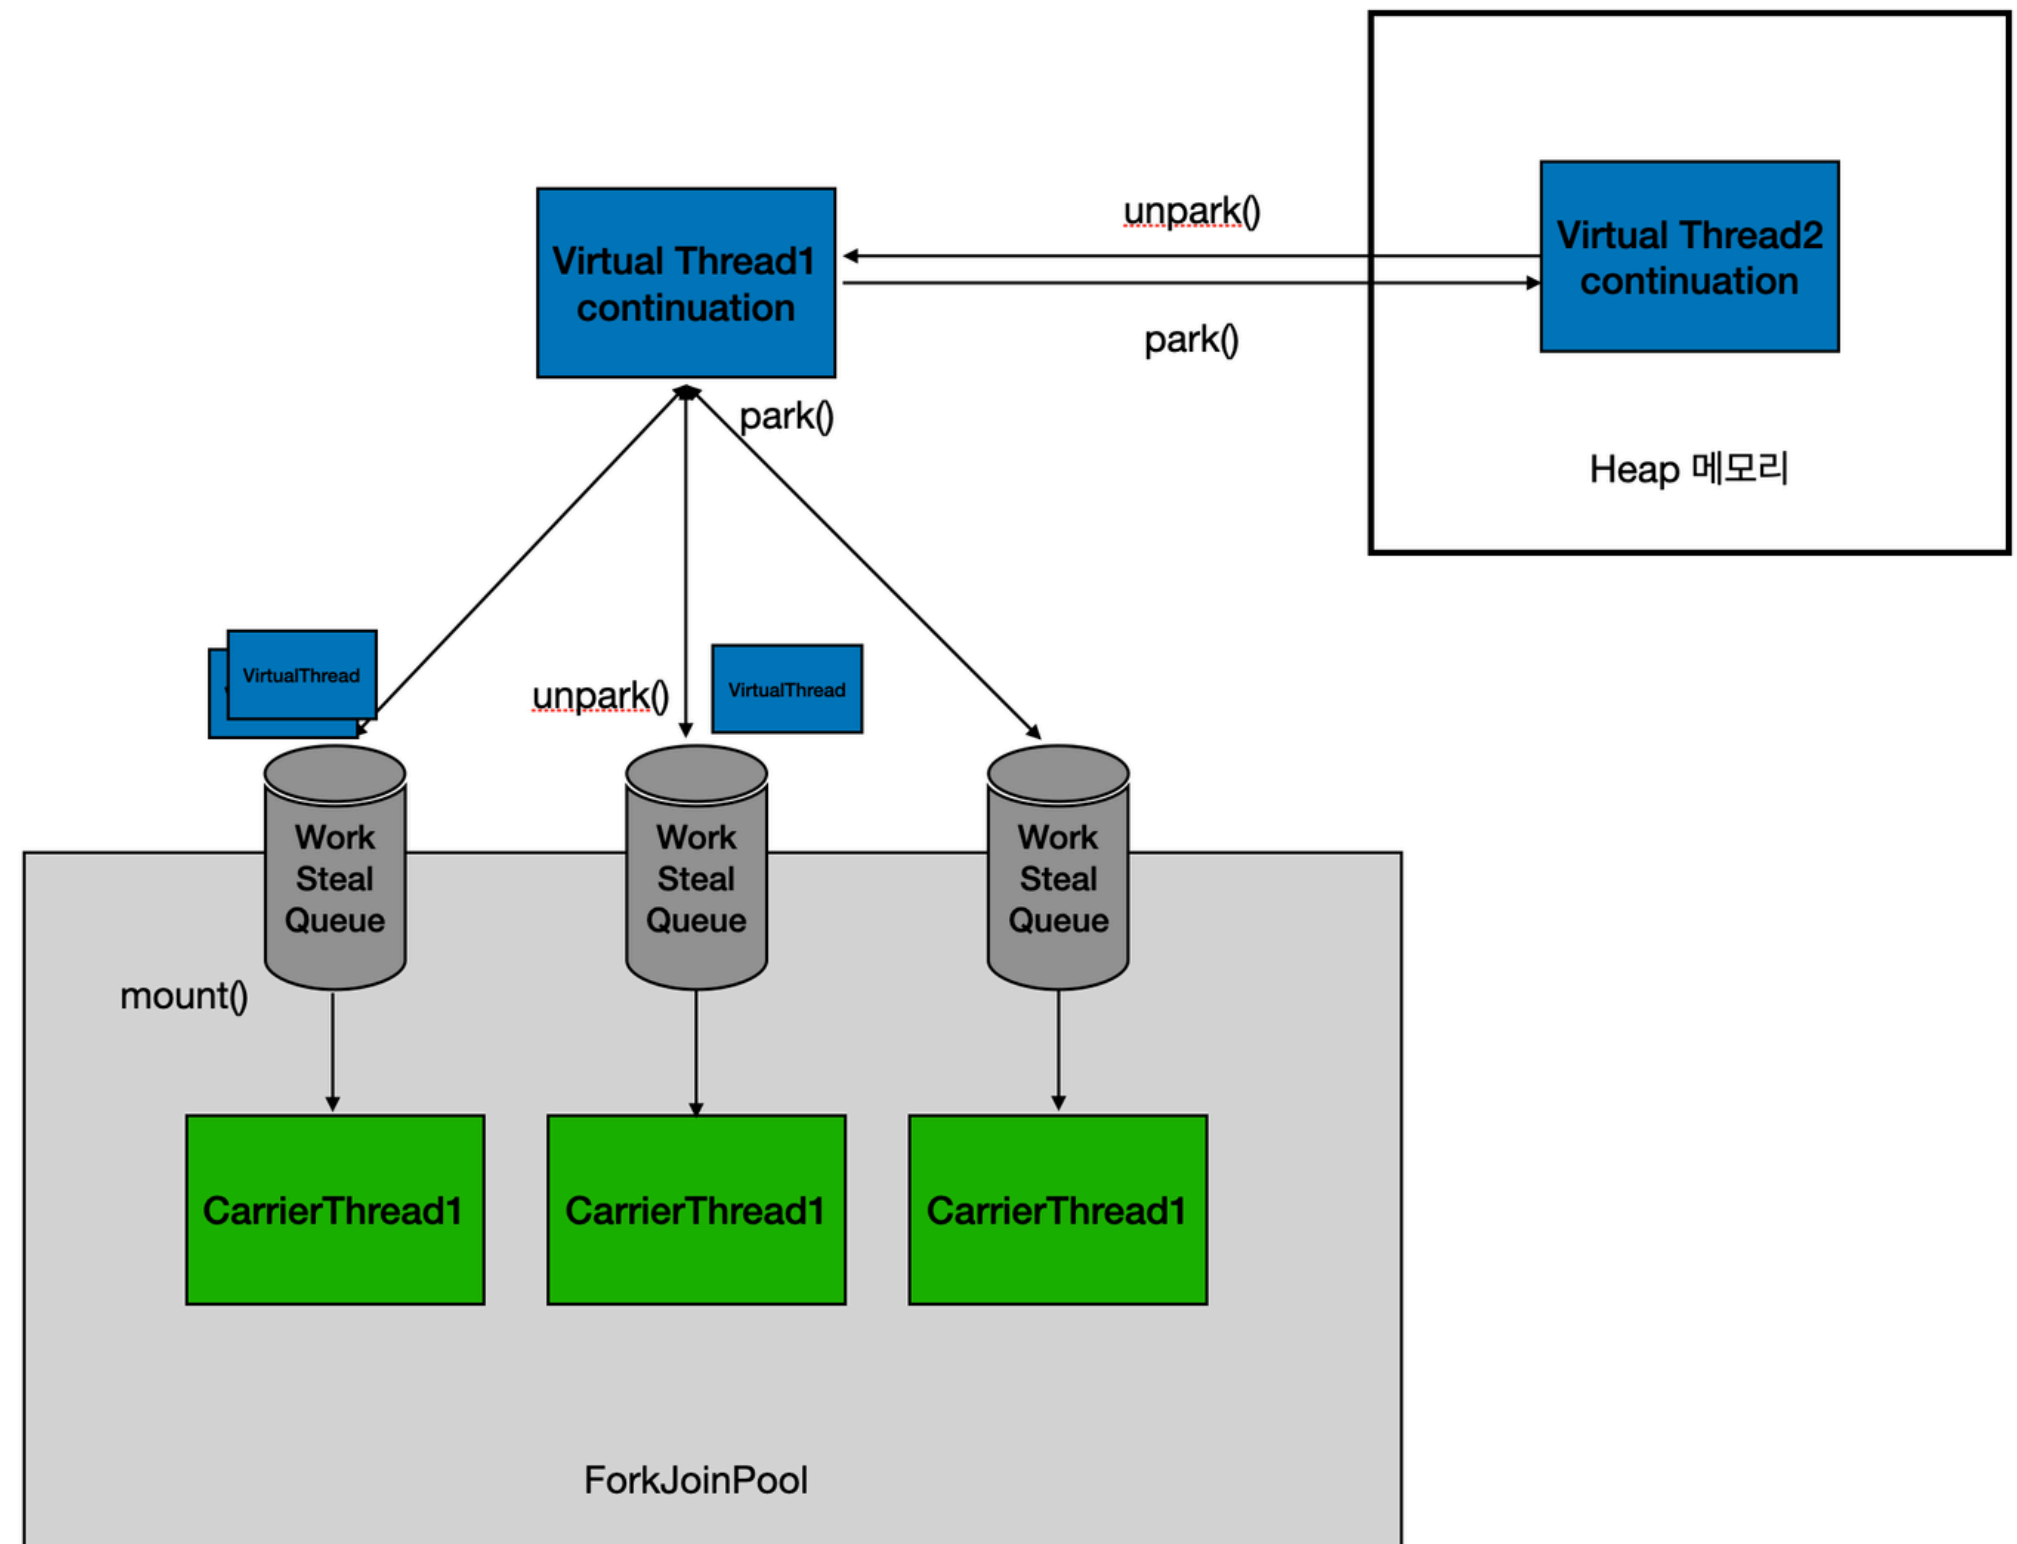 unpark()
Virtual Thread2
continuation
Virtual Thread1
continuation
park()
park()
Heap 메모리
VirtualThread
unpark()
VirtualThread
Work
Steal
Queue
Work
Steal
Queue
Work
Steal
Queue
mount()
CarrierThread1
CarrierThread1
CarrierThread1
ForkJoinPool